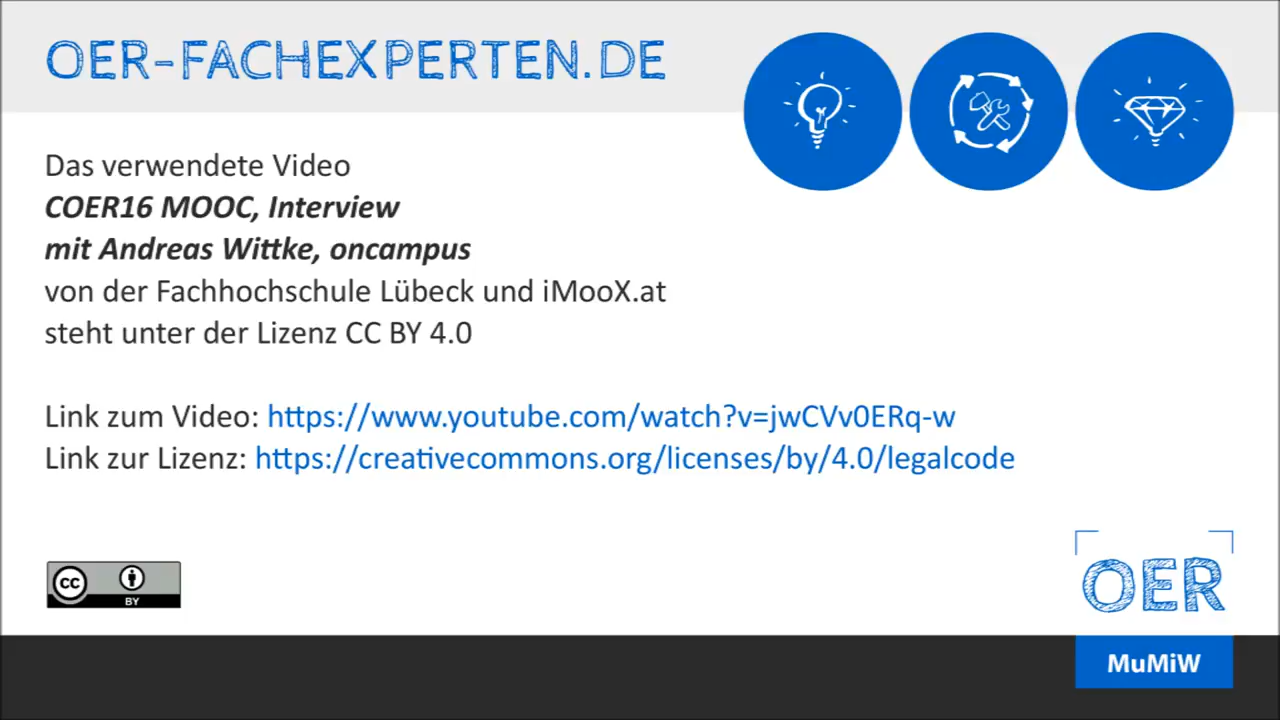 OER-FACHEXPERTEN.DE
Das verwendete Video
COER16 MOOC, Interview
mit Andreas Wittke, oncampus
von der Fachhochschule Lübeck und iMooX.at
steht unter der Lizenz CC BY 4.0
Link zum Video: https://www.youtube.com/watch?v=jwCVv0ERq-w
Link zur Lizenz: https://creativecommons.org/licenses/by/4.0/legalcode
cc
BY
OER
MuMiW